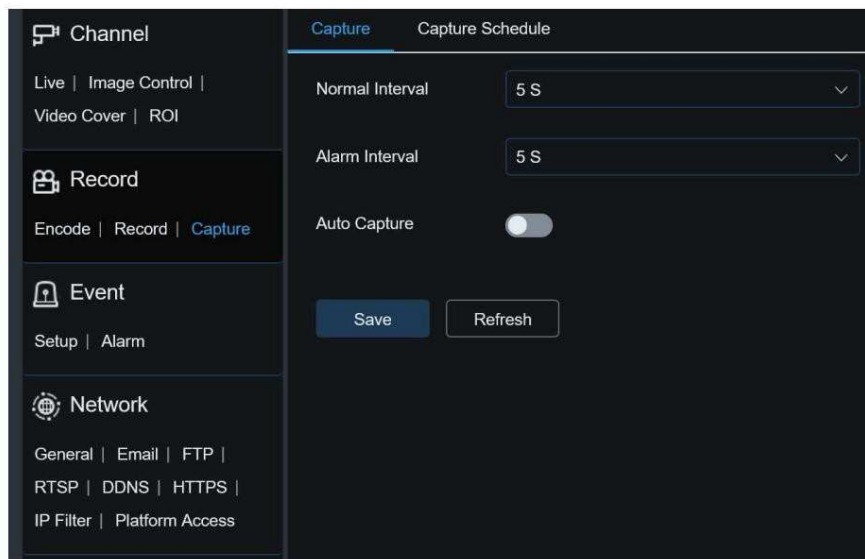 Channel
Live | Image Control |
Video Cover | ROI
Record
Encode | Record | Capture
Event
Setup | Alarm
Network
General | Email | FTP |
RTSP | DDNS | HTTPS |
IP Filter | Platform Access
Capture Capture Schedule
Normal Interval 5 S
Alarm Interval 5 S
Auto Capture
Save Refresh